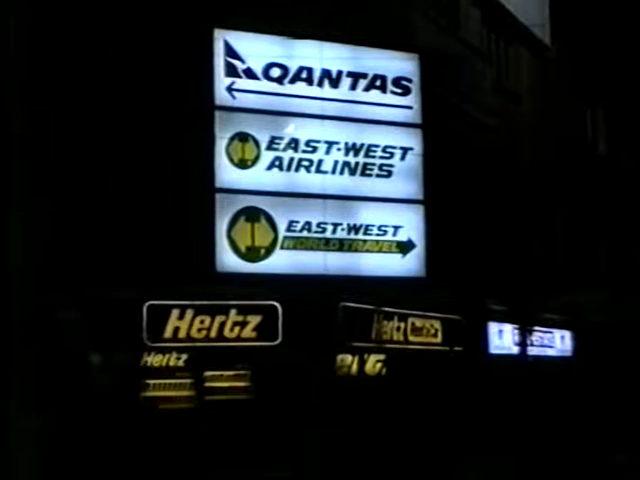 QANTAS
EAST-WEST
AIRLINES
EAST-WEST
WORLD TRAVEL
Hertz
Hertz
Hertz